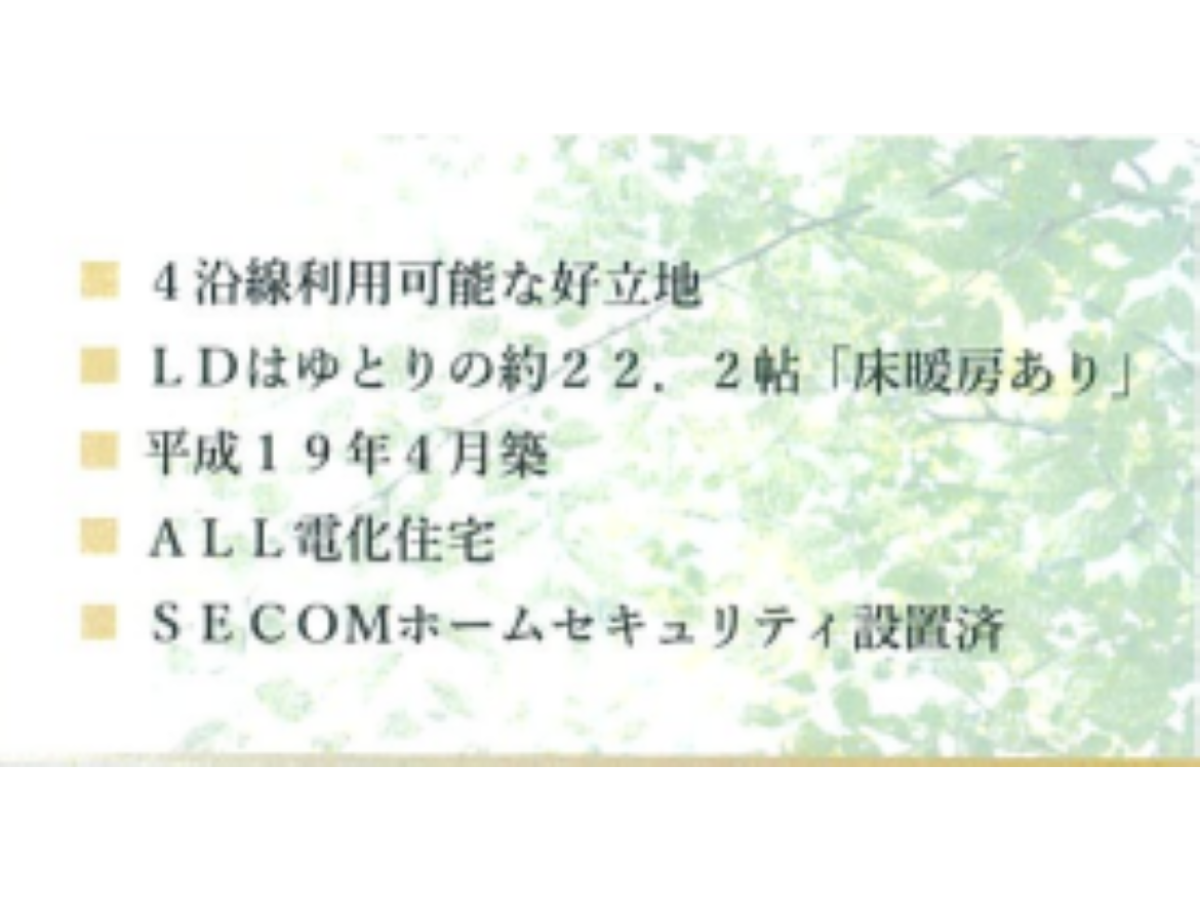 ■ 4沿線利用可能な好立地
■ LDはゆとりの約22．2帖「床暖房あり」
■ 平成19年4月築
■ ALL電化住宅
■ SECOMホームセキュリティ設置済